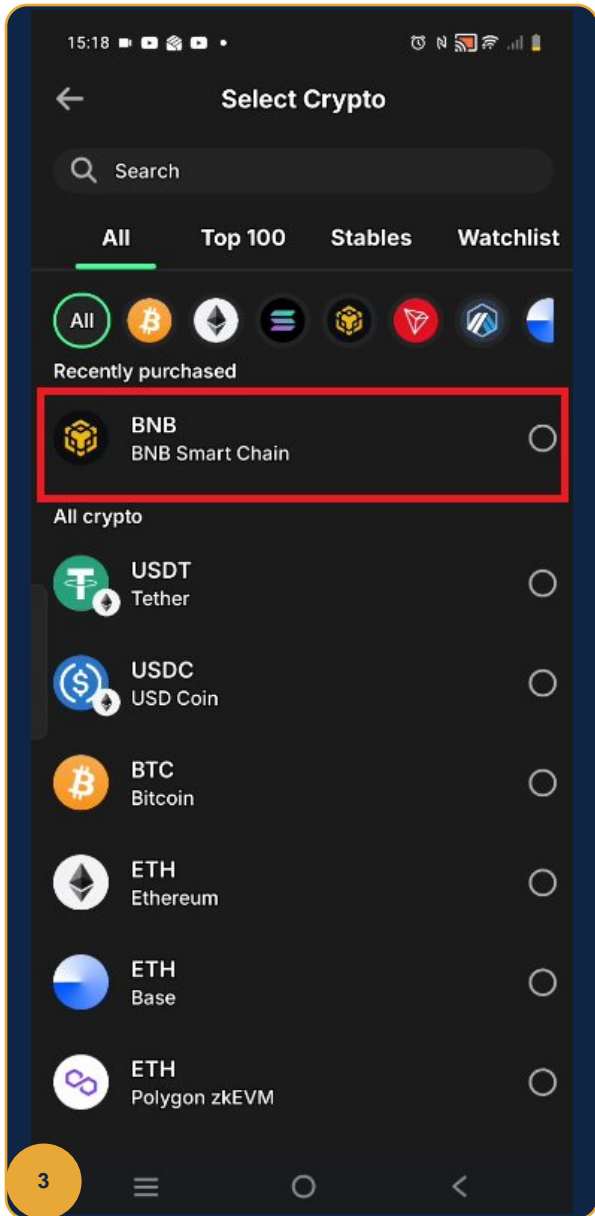 15:18
Select Crypto
Search
All Top 100 Stables Watchlist
All
Recently purchased
BNB
BNB Smart Chain
All crypto
USDT
Tether
USDC
USD Coin
BTC
Bitcoin
ETH
Ethereum
ETH
Base
ETH
Polygon zkEVM
3